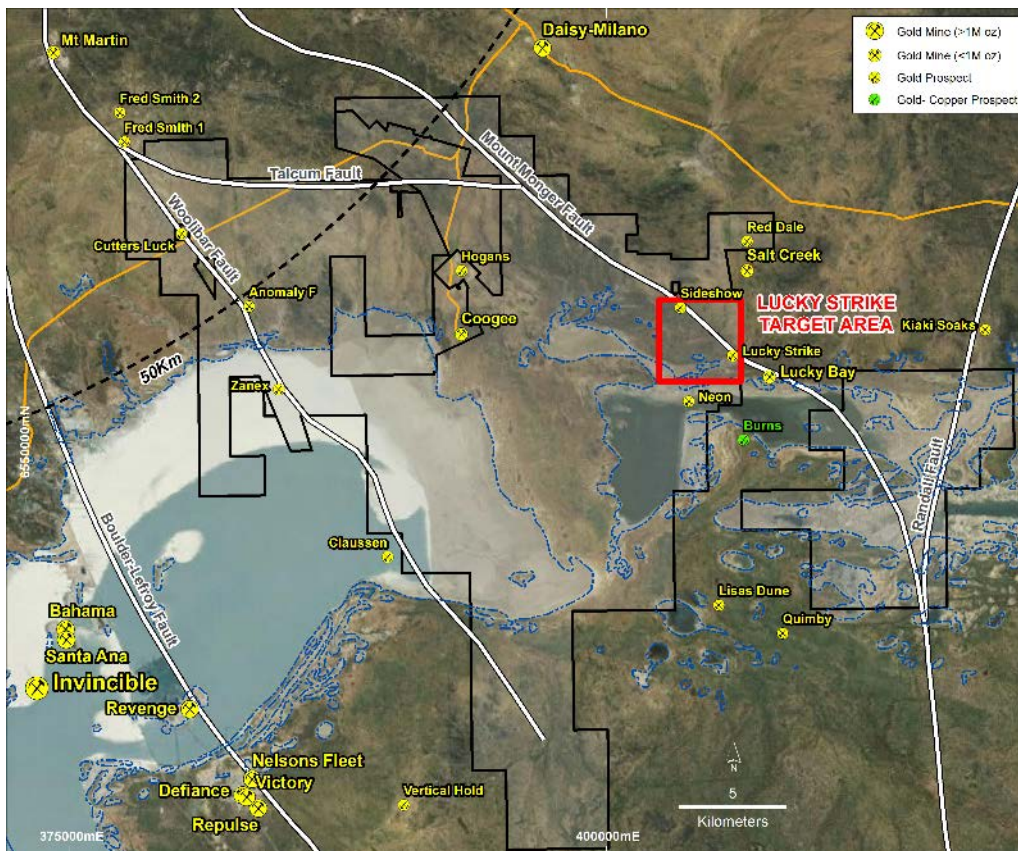 Mt Martin
Daisy-Milano
Gold Mine (>1M oz)
Gold Mine (<1M oz)
Gold Prospect
Gold- Copper Prospect
Fred Smith 2
Fred Smith 1
Talcum Fault
Mount Monger Fault
Woolibar Fault
Cutters Luck
Red Dale
Salt Creek
Hogans
Anomaly F
Sideshow
LUCKY STRIKE
TARGET AREA
Coogee
Kiaki Soaks
Lucky Strike
Lucky Bay
50Km
Zanex
Neon
Burns
6550000mN
Randall Fault
Boulder-Lefroy Fault
Claussen
Lisas Dune
Quimby
Bahama
Santa Ana
Invincible
Revenge
Nelsons Fleet
Victory
Defiance
Repulse
Vertical Hold
N
5
Kilometers
375000mE
400000mE